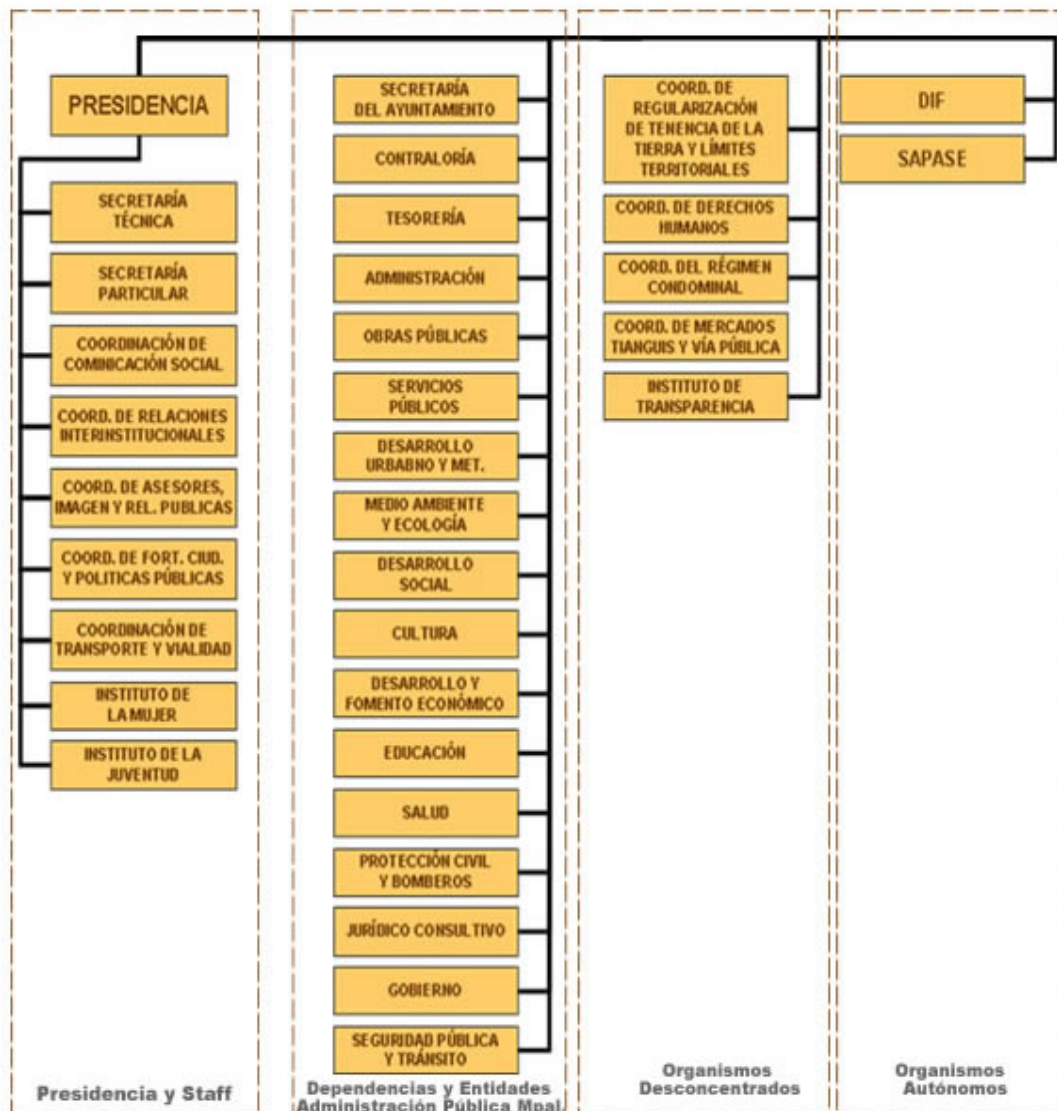 PRESIDENCIA
SECRETARÍA
TÉCNICA
SECRETARÍA
PARTICULAR
COORDINACIÓN DE
COMINICACIÓN SOCIAL
COORD. DE RELACIONES
INTERINSTITUCIONALES
COORD. DE ASESORES,
IMAGEN Y REL. PUBLICAS
COORD. DE FORT. CIUD.
Y POLITICAS PÚBLICAS
COORDINACIÓN DE
TRANSPORTE Y VIALIDAD
INSTITUTO DE
LA MUJER
INSTITUTO DE LA
JUVENTUD
Presidencia y Staff
SECRETARÍA
DEL AYUNTAMIENTO
CONTRALORÍA
TESORERÍA
ADMINISTRACIÓN
OBRAS PÚBLICAS
SERVICIOS
PÚBLICOS
DESARROLLO
URBABNO Y MET.
MEDIO AMBIENTE
Y ECOLOGÍA
DESARROLLO
SOCIAL
CULTURA
DESARROLLO Y
FOMENTO ECONÓMICO
EDUCACIÓN
SALUD
PROTECCIÓN CIVIL
Y BOMBEROS
JURÍDICO CONSULTIVO
GOBIERNO
SEGURIDAD PÚBLICA
Y TRÁNSITO
Dependencias y Entidades
Administración Pública Mpal.
COORD. DE
REGULARIZACIÓN
DE TENENCIA DE LA
TIERRA Y LÍMITES
TERRITORIALES
COORD. DE DERECHOS
HUMANOS
COORD. DEL RÉGIMEN
CONDOMINAL
COORD. DE MERCADOS
TIANGUIS Y VÍA PÚBLICA
INSTITUTO DE
TRANSPARENCIA
Organismos
Desconcentrados
DIF
SAPASE
Organismos
Autónomos